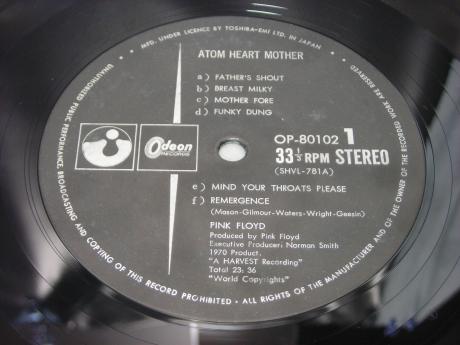 MFD. UNDER LICENCE BY TOSHIBA-EMI LTD. IN JAPAN
ATOM HEART MOTHER
a) FATHER'S SHOUT
b) BREAST MILKY
c) MOTHER FORE
d) FUNKY DUNG
Odeon
RECORDS
OP-80102 1
33⅓ RPM STEREO
(SHVL-781A)
e) MIND YOUR THROATS PLEASE
f) REMERGENCE
(Mason-Gilmour-Waters-Wright-Geesin)
PINK FLOYD
Produced by Pink Floyd
Executive Producer: Norman Smith
1970 Product.
"A HARVEST Recording"
Total 23: 36
"World Copyrights"
UNAUTHORIZED PUBLIC PERFORMANCE, BROADCASTING AND COPYING OF THIS RECORD PROHIBITED • ALL RIGHTS OF THE MANUFACTURER AND OF THE OWNER OF THE RECORDED WORK ARE RESERVED